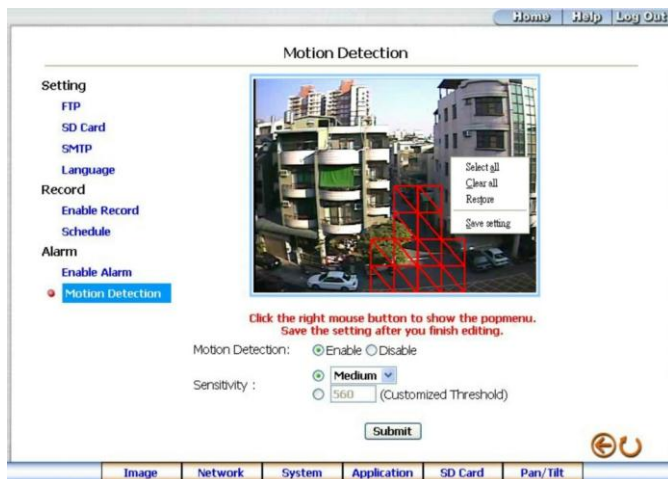 Home Help Log Out
Motion Detection
Setting
FTP
SD Card
SMTP
Language
Record
Enable Record
Schedule
Alarm
Enable Alarm
Motion Detection
Select all
Clear all
Restore
Save setting
Click the right mouse button to show the popmenu.
Save the setting after you finish editing.
Motion Detection: Enable Disable
Sensitivity :
Medium
560 (Customized Threshold)
Submit
Image Network System Application SD Card Pan/Tilt